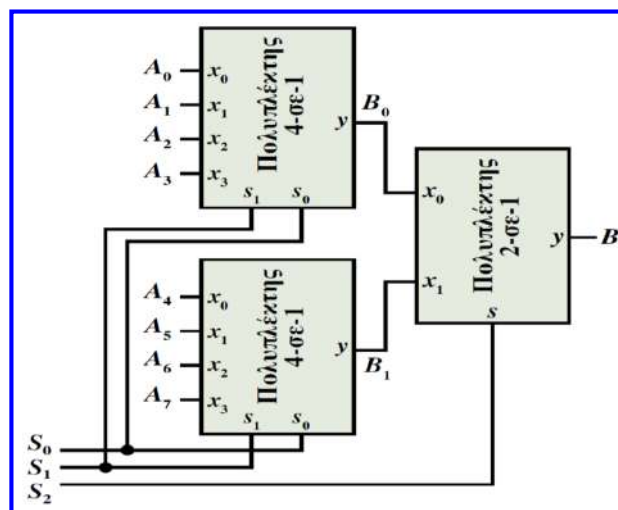 A₀ x₀
A₁ x₁
A₂ x₂
A₃ x₃
Πολυπλέκτης
4-σε-1
y
s₁ s₀
B₀
A₄ x₀
A₅ x₁
A₆ x₂
A₇ x₃
Πολυπλέκτης
4-σε-1
y
s₁ s₀
B₁
x₀
x₁
Πολυπλέκτης
2-σε-1
y
s
B
S₀
S₁
S₂